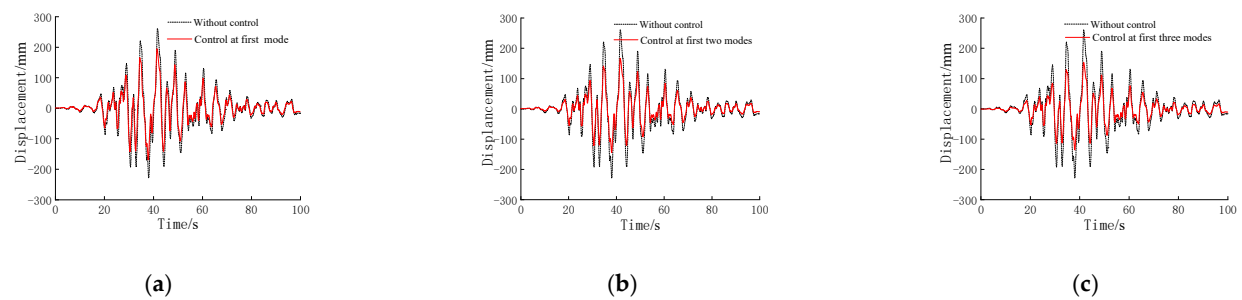 300
200
100
0
-100
-200
-300
Displacement/mm
Without control
Control at first mode
0 20 40 60 80 100
Time/s
(a)
300
200
100
0
-100
-200
-300
Displancement/mm
Without control
Control at first two modes
0 20 40 60 80 100
Time/s
(b)
300
200
100
0
-100
-200
-300
Displancement/mm
Without control
Control at first three modes
0 20 40 60 80 100
Time/s
(c)